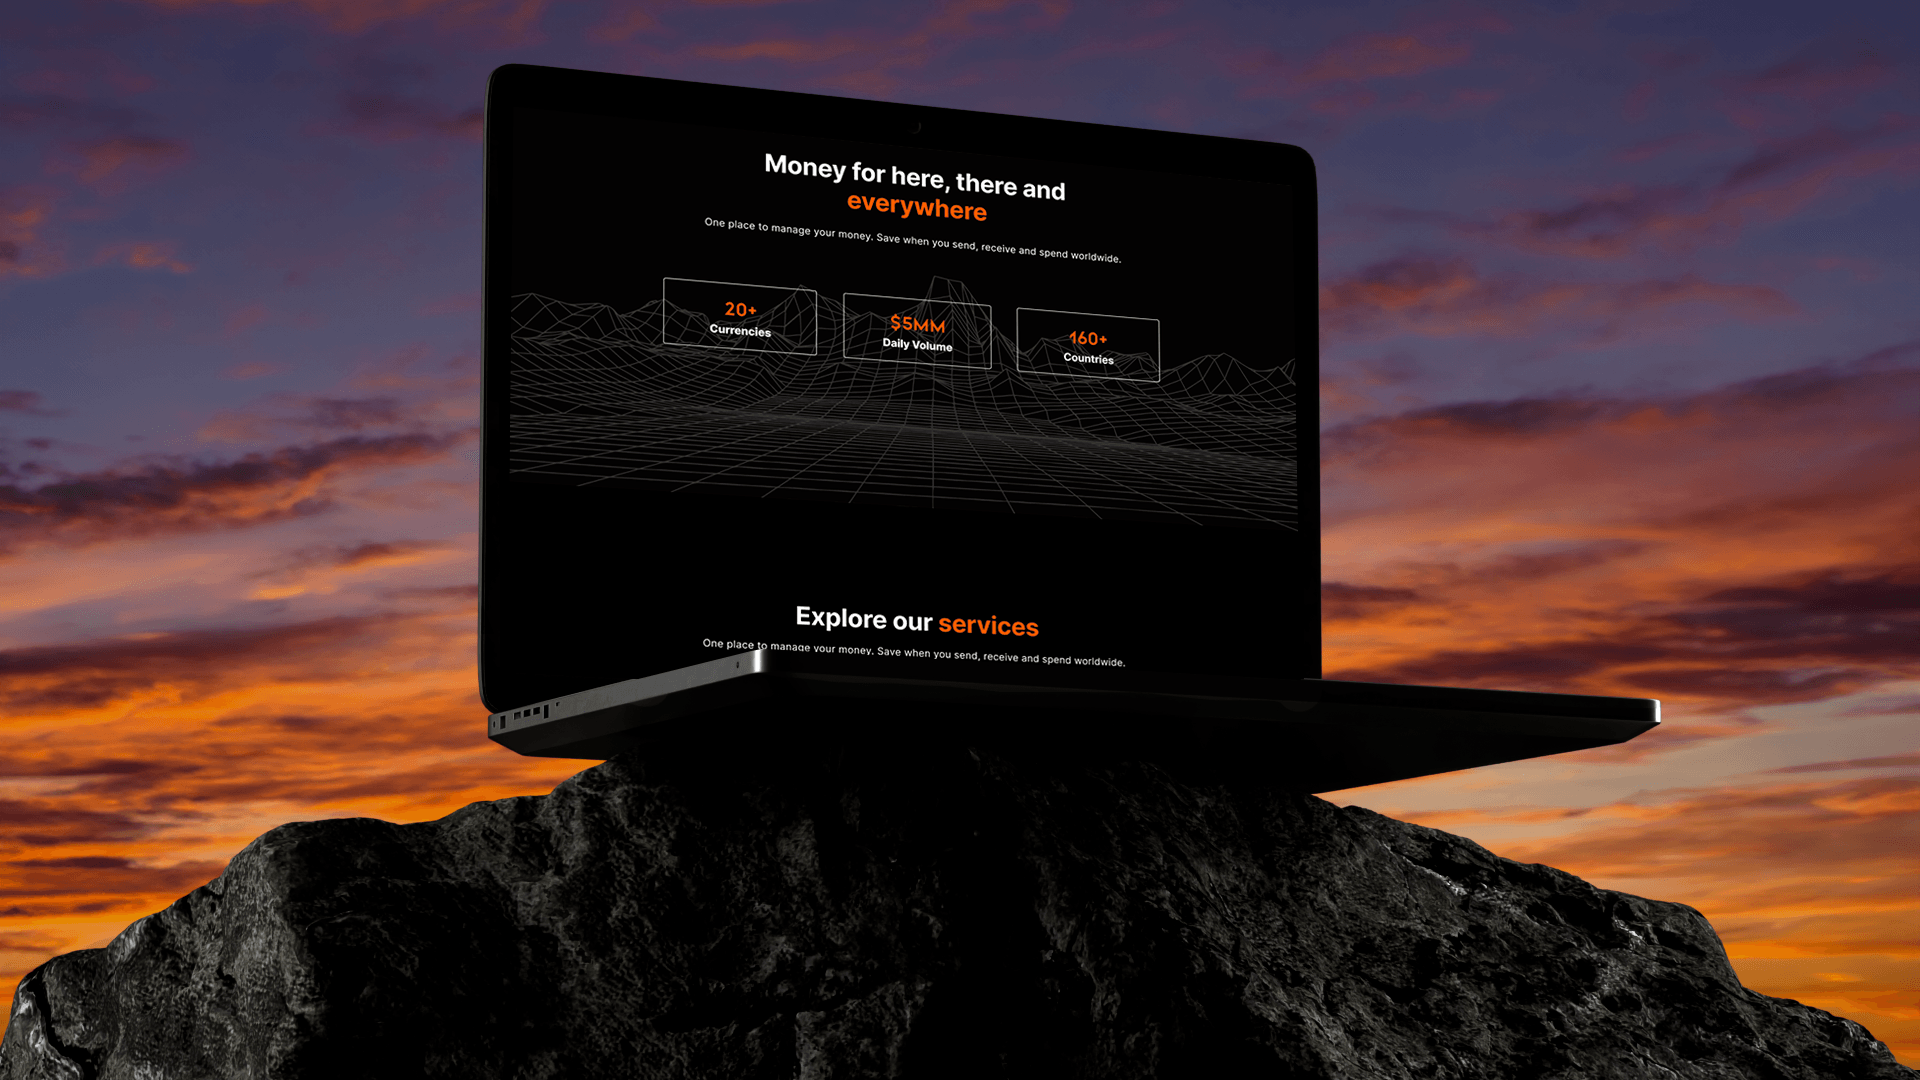 Money for here, there and
everywhere
One place to manage your money. Save when you send, receive and spend worldwide.
20+
Currencies
$5MM
Daily Volume
160+
Countries
Explore our services
One place to manage your money. Save when you send, receive and spend worldwide.